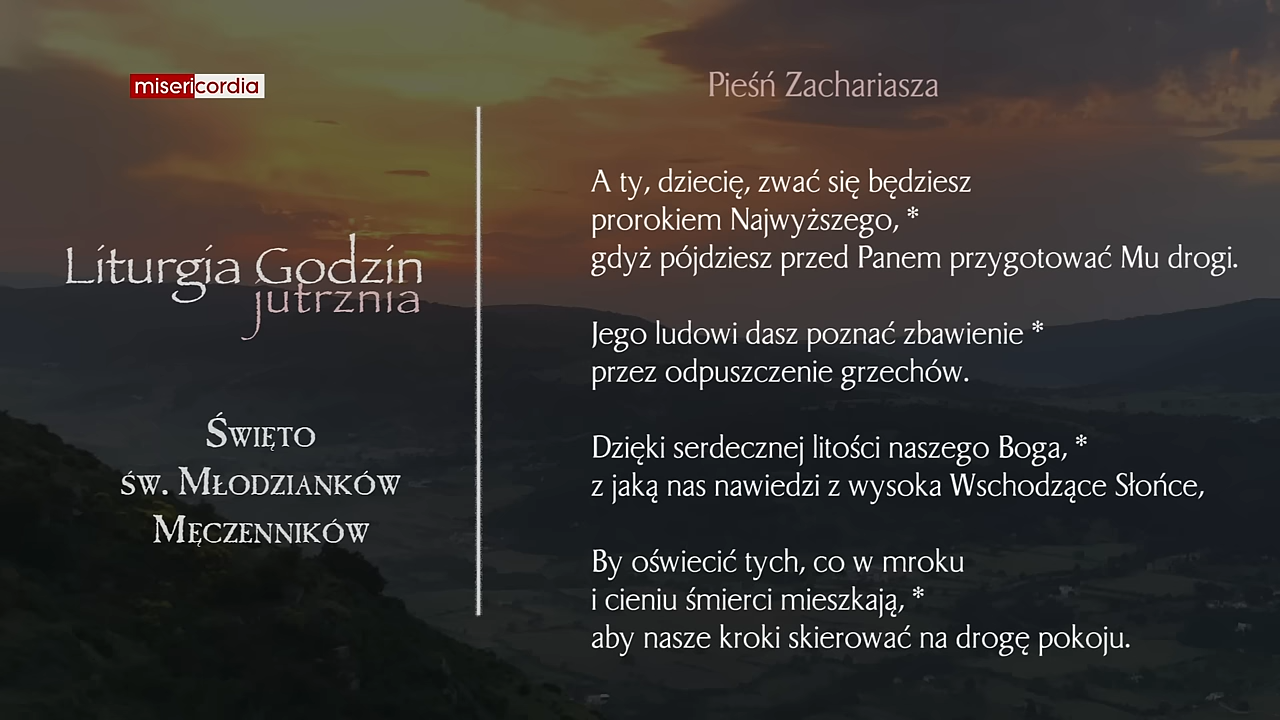 misericordia
Liturgia Godzin
jutrznia
Święto
św. Młodzianków
Męczenników
Pieśń Zachariasza
A ty, dziecię, zwać się będziesz
prorokiem Najwyższego, *
gdyż pójdziesz przed Panem przygotować Mu drogi.
Jego ludowi dasz poznać zbawienie *
przez odpuszczenie grzechów.
Dzięki serdecznej litości naszego Boga, *
z jaką nas nawiedzi z wysoka Wschodzące Słońce,
By oświecić tych, co w mroku
i cieniu śmierci mieszkają, *
aby nasze kroki skierować na drogę pokoju.